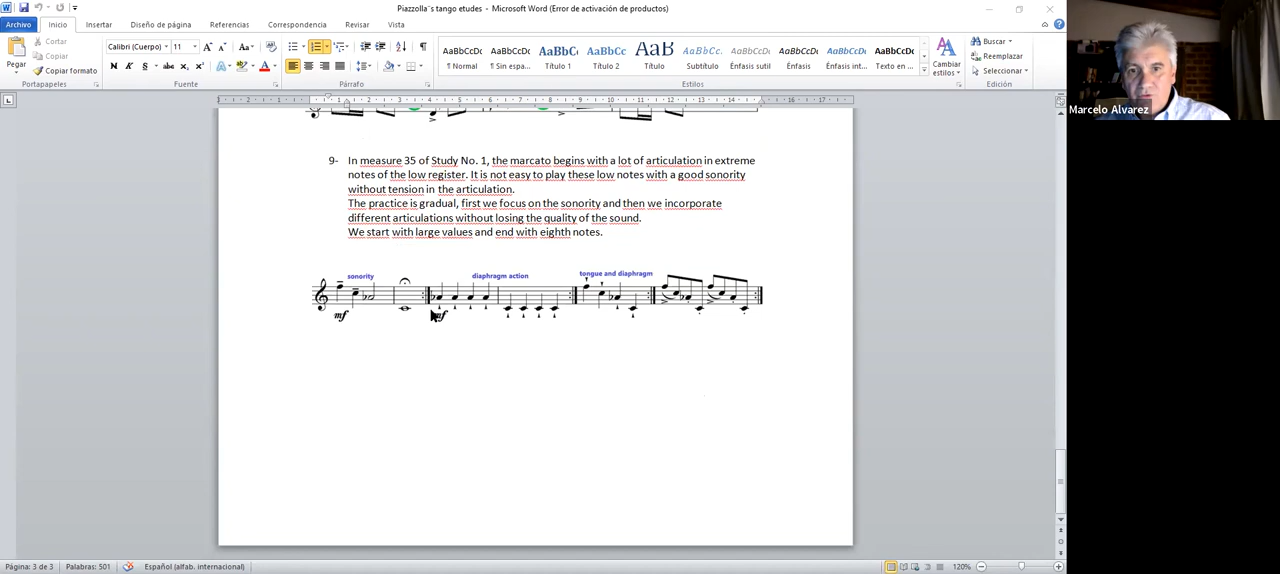 Piazzolla¨s tango etudes - Microsoft Word (Error de activación de productos)
Archivo Inicio Insertar Diseño de página Referencias Correspondencia Revisar Vista
Pegar
Cortar
Copiar
Copiar formato
Portapapeles
Calibri (Cuerpo) 11
Fuente
Párrafo
AaBbCcDc AaBbCcDc AaBbCc AaBbCc AaB AaBbCc. AaBbCcDc AaBbCcDc AaBbCcDc AaBbCcDc
¶ Normal ¶ Sin espa... Título 1 Título 2 Título Subtítulo Énfasis sutil Énfasis Énfasis int... Texto en ...
Estilos
Cambiar estilos
Buscar
Reemplazar
Seleccionar
Edición
Marcelo Alvarez
9- In measure 35 of Study No. 1, the marcato begins with a lot of articulation in extreme
notes of the low register. It is not easy to play these low notes with a good sonority
without tension in the articulation.
The practice is gradual, first we focus on the sonority and then we incorporate
different articulations without losing the quality of the sound.
We start with large values and end with eighth notes.
sonority diaphragm action tongue and diaphragm
mf mf
Página: 3 de 3 Palabras: 501 Español (alfab. internacional) 120%